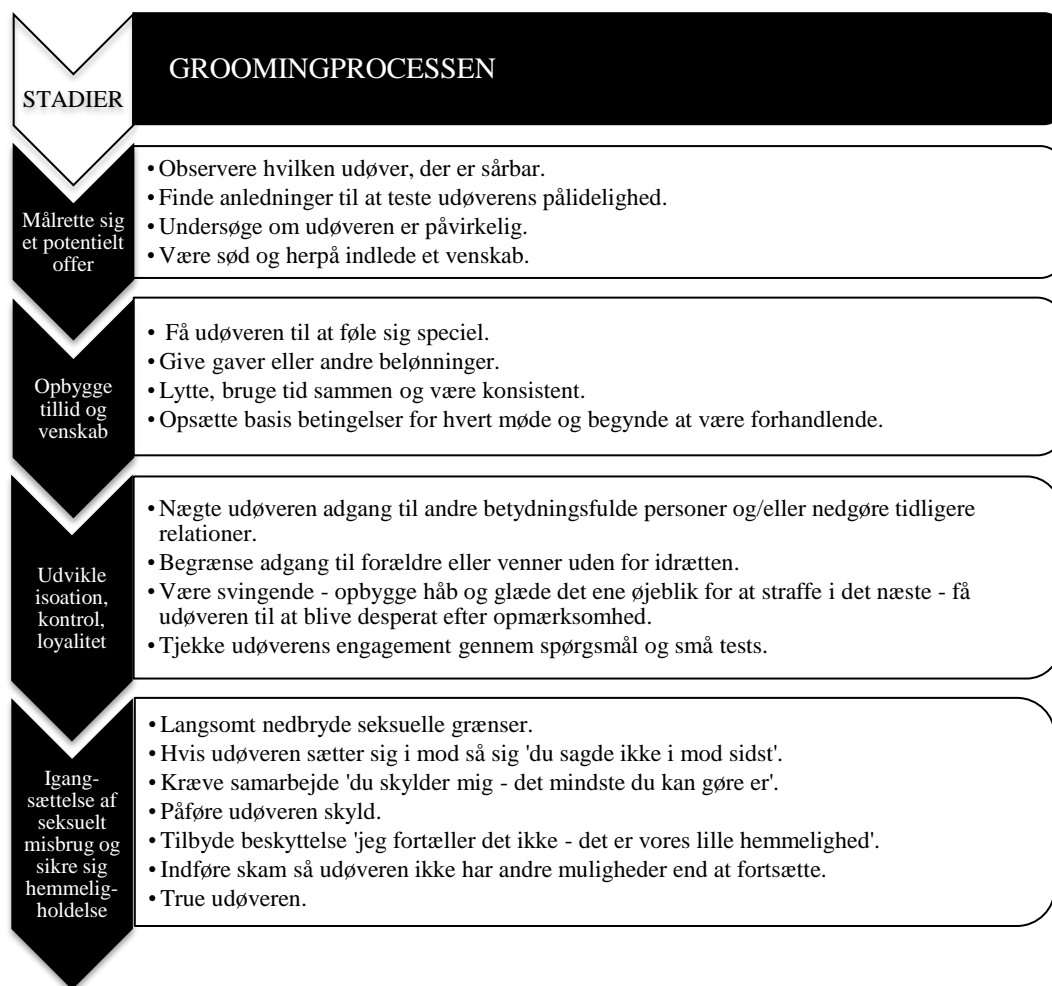 STADIER
GROOMINGPROCESSEN
Målrette sig
et potentielt
offer
• Observere hvilken udøver, der er sårbar.
• Finde anledninger til at teste udøverens pålidelighed.
• Undersøge om udøveren er påvirkelig.
• Være sød og herpå indlede et venskab.
Opbygge
tillid og
venskab
• Få udøveren til at føle sig speciel.
• Give gaver eller andre belønninger.
• Lytte, bruge tid sammen og være konsistent.
• Opsætte basis betingelser for hvert møde og begynde at være forhandlende.
Udvikle
isoation,
kontrol,
loyalitet
• Nægte udøveren adgang til andre betydningsfulde personer og/eller nedgøre tidligere
relationer.
• Begrænse adgang til forældre eller venner uden for idrætten.
• Være svingende - opbygge håb og glæde det ene øjeblik for at straffe i det næste - få
udøveren til at blive desperat efter opmærksomhed.
• Tjekke udøverens engagement gennem spørgsmål og små tests.
Igang-
sættelse af
seksuelt
misbrug og
sikre sig
hemmelig-
holdelse
• Langsomt nedbryde seksuelle grænser.
• Hvis udøveren sætter sig i mod så sig 'du sagde ikke i mod sidst'.
• Kræve samarbejde 'du skylder mig - det mindste du kan gøre er'.
• Påføre udøveren skyld.
• Tilbyde beskyttelse 'jeg fortæller det ikke - det er vores lille hemmelighed'.
• Indføre skam så udøveren ikke har andre muligheder end at fortsætte.
• True udøveren.